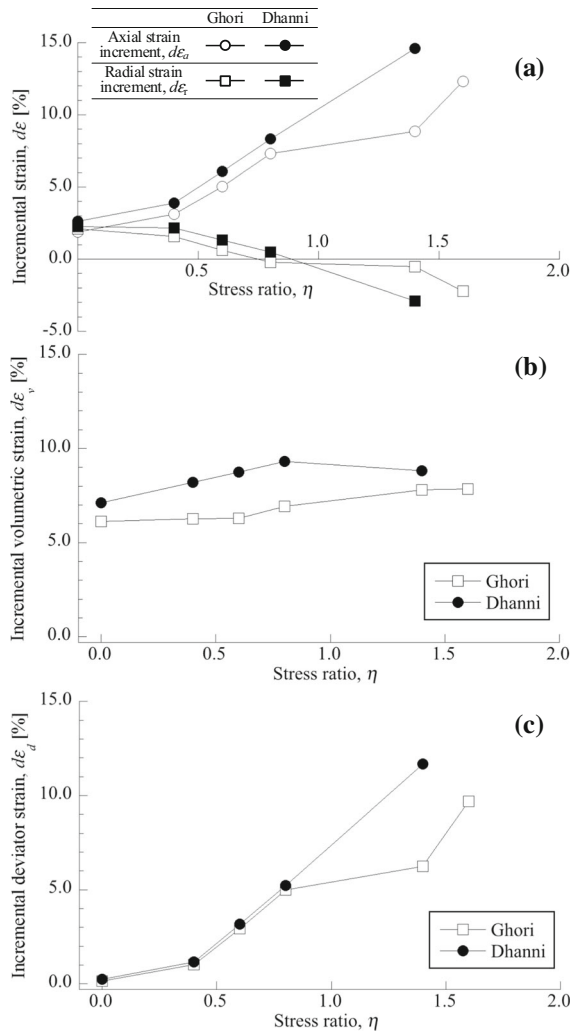 Ghori Dhanni
Axial strain
increment, dεa
Radial strain
increment, dεr
(a)
Incremental strain, dε [%]
15.0
10.0
5.0
0.0
-5.0
0.5 1.0 1.5 2.0
Stress ratio, η
(b)
Incremental volumetric strain, dεv [%]
15.0
10.0
5.0
0.0
Ghori
Dhanni
0.0 0.5 1.0 1.5 2.0
Stress ratio, η
(c)
Incremental deviator strain, dεd [%]
15.0
10.0
5.0
0.0
Ghori
Dhanni
0.0 0.5 1.0 1.5 2.0
Stress ratio, η